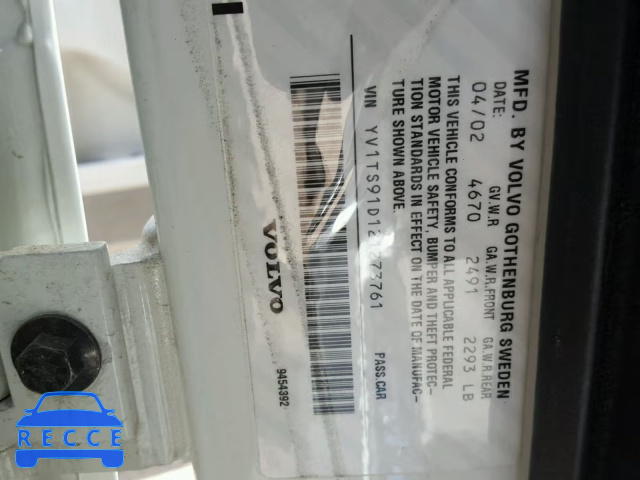 MFD. BY VOLVO GOTHENBURG SWEDEN
DATE: GV.W.R GA.W.R.FRONT GA.W.R.REAR
04/02 4670 2491 2293 LB
THIS VEHICLE CONFORMS TO ALL APPLICABLE FEDERAL
MOTOR VEHICLE SAFETY, BUMPER AND THEFT PROTEC-
TION STANDARDS IN EFFECT ON THE DATE OF MANUFAC-
TURE SHOWN ABOVE.
VIN PASS.CAR
VOLVO
9454392
RECCE